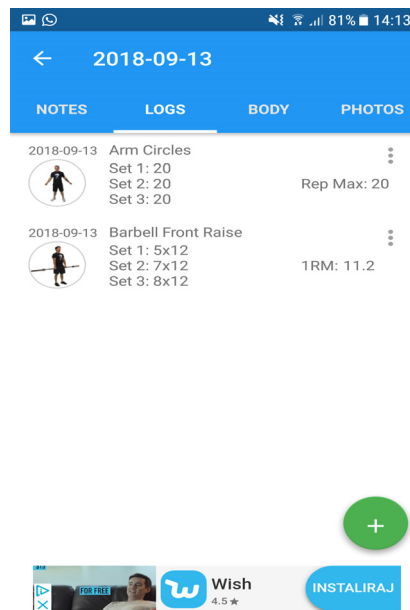 81% 14:13
2018-09-13
NOTES LOGS BODY PHOTOS
2018-09-13 Arm Circles
Set 1: 20
Set 2: 20 Rep Max: 20
Set 3: 20
2018-09-13 Barbell Front Raise
Set 1: 5x12
Set 2: 7x12 1RM: 11.2
Set 3: 8x12
+
FOR FREE
Wish
4.5★
INSTALIRAJ